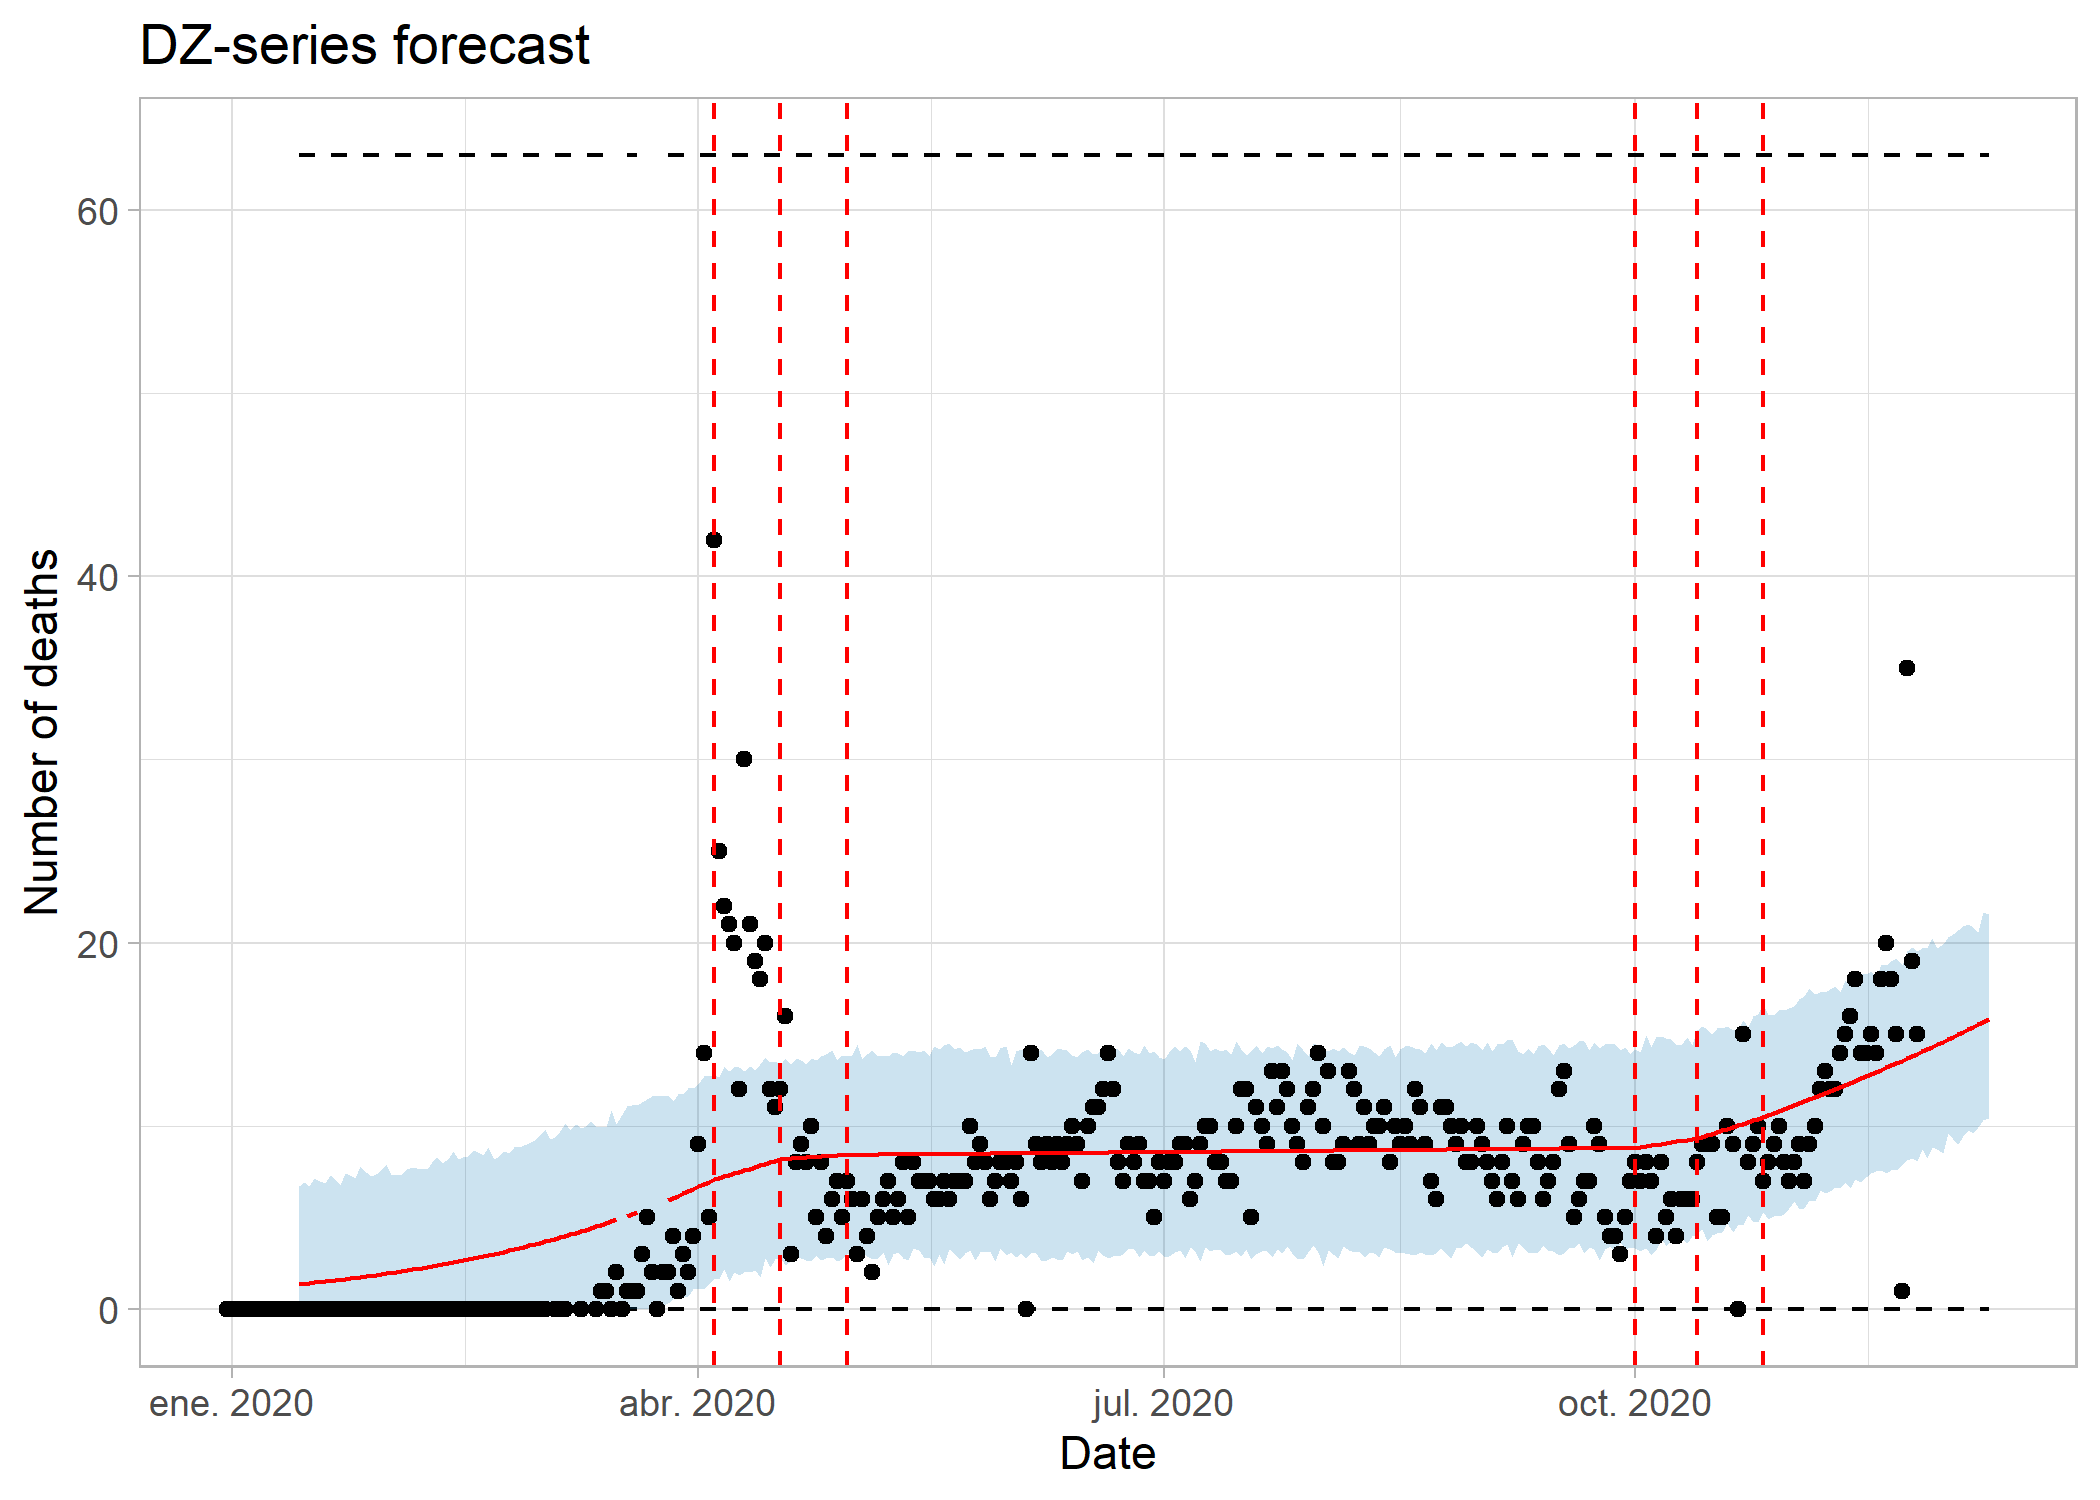 DZ-series forecast
Number of deaths
60
40
20
0
ene. 2020
abr. 2020
jul. 2020
oct. 2020
Date